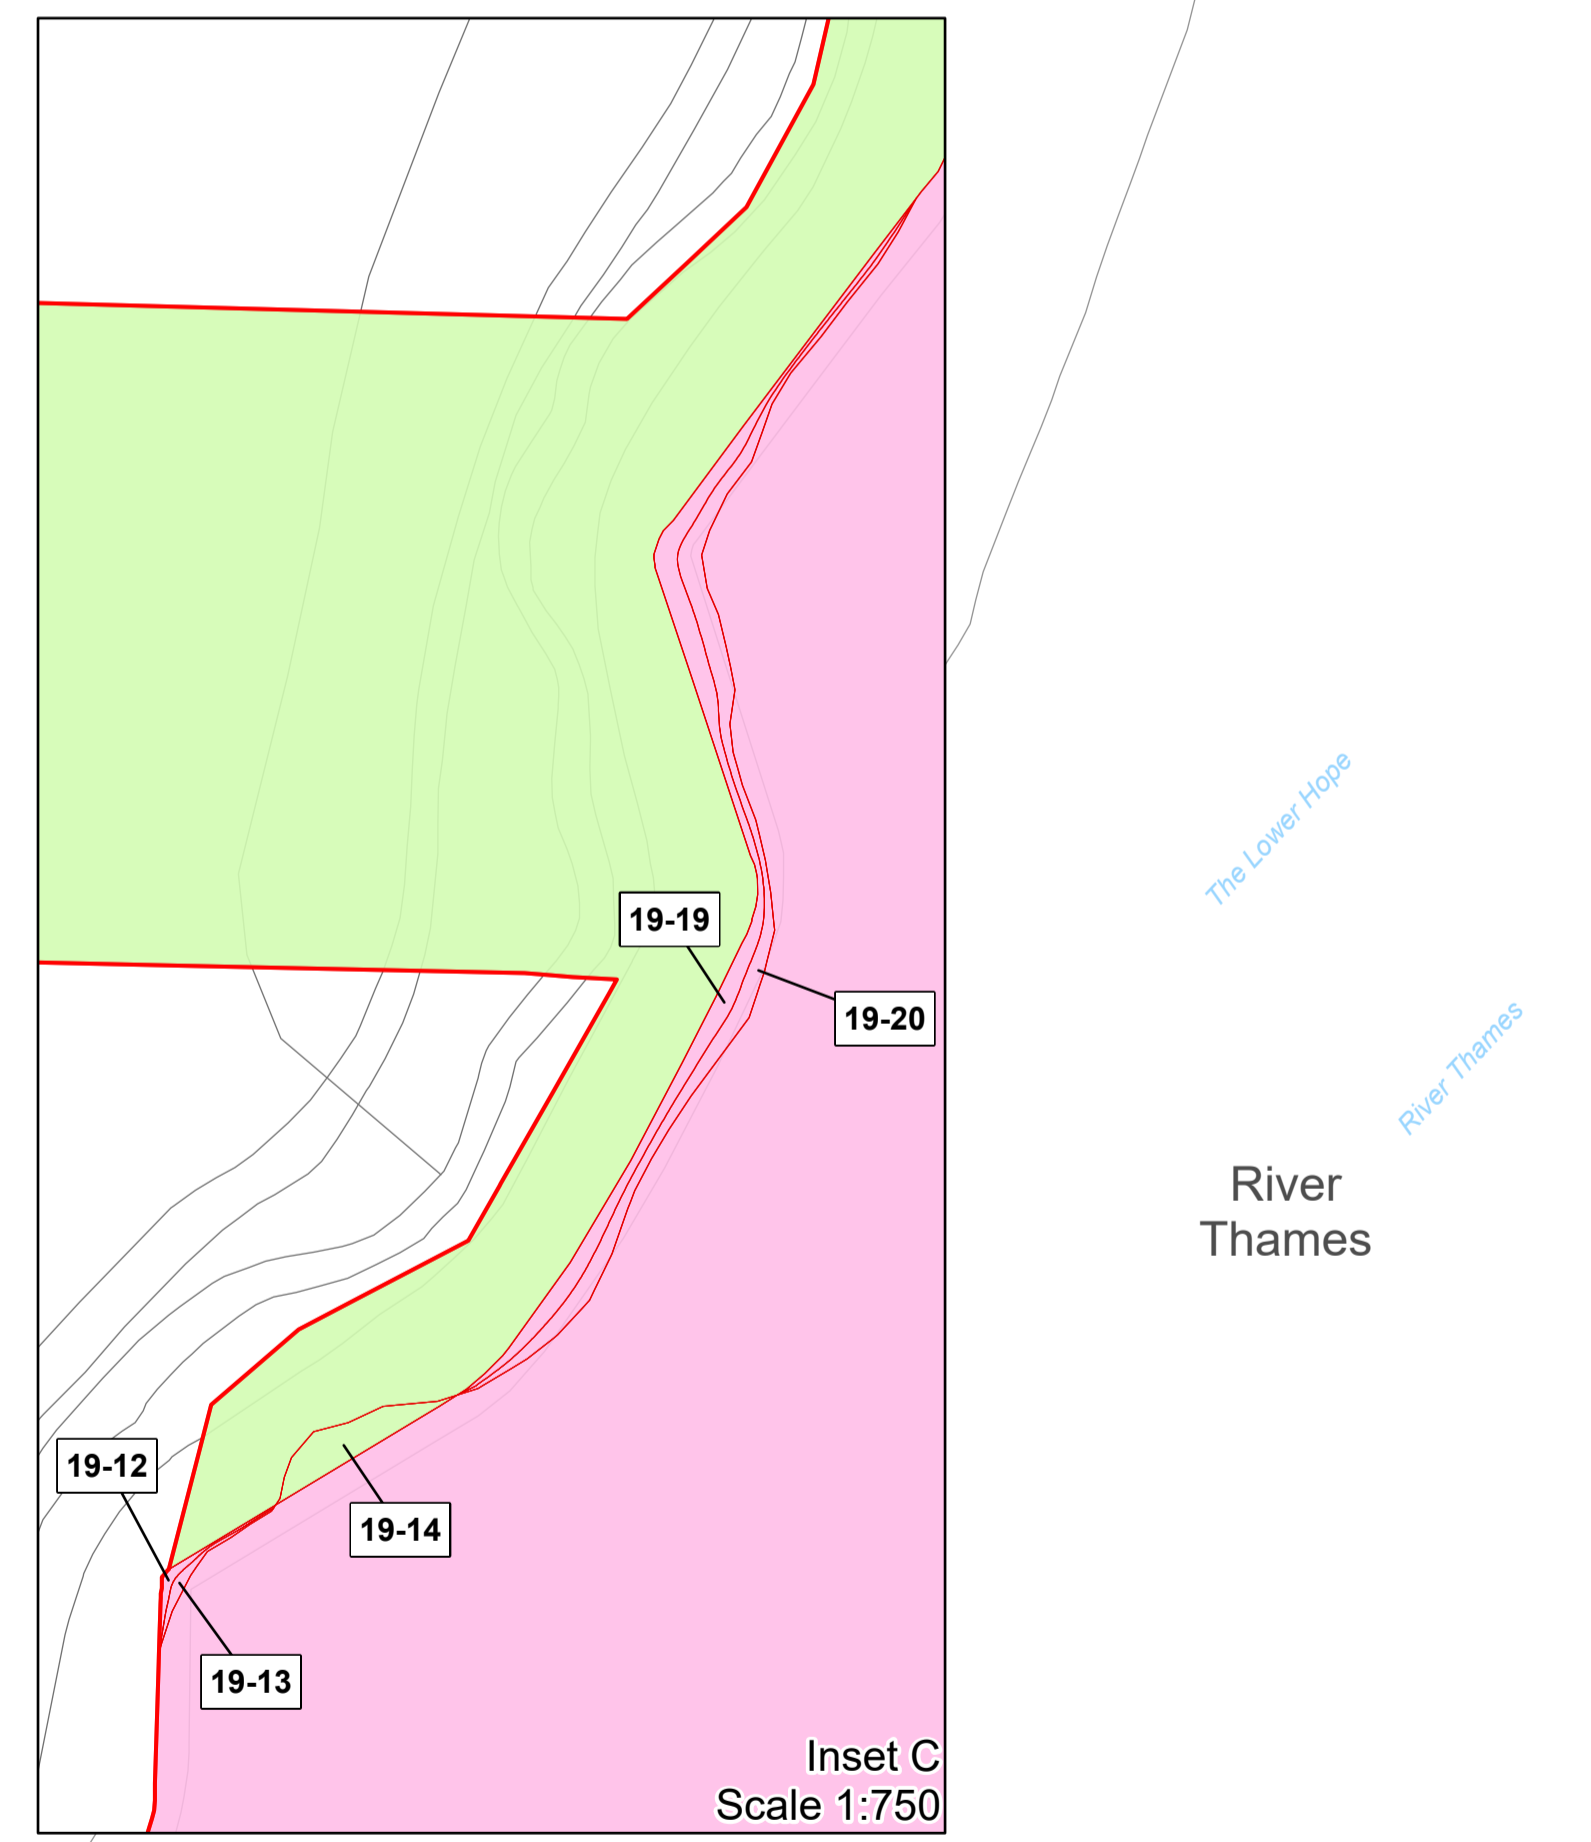 The Lower Hope
19-19
19-20
River Thames
River
Thames
19-12
19-14
19-13
Inset C
Scale 1:750